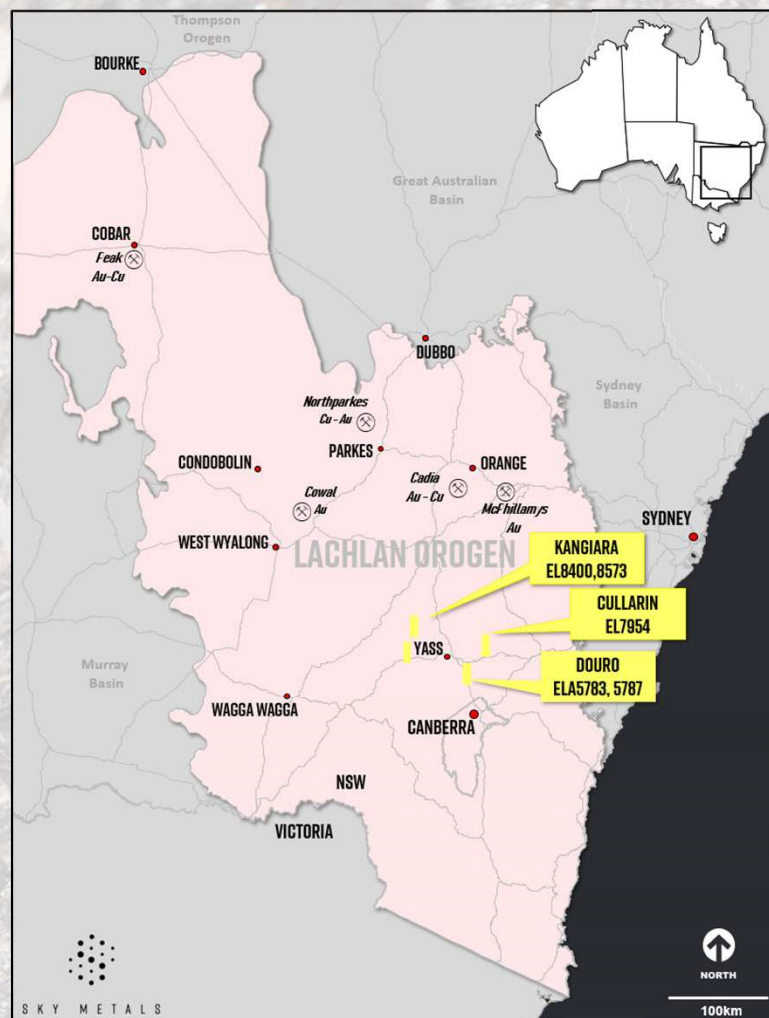 Thompson
Orogen
BOURKE
Great Australian
Basin
COBAR
Feak
Au-Cu
DUBBO
Sydney
Basin
Northparkes
Cu - Au
PARKES
CONDOBOLIN
ORANGE
Cadia
Au - Cu
Cowal
Au
McFhillamys
Au
SYDNEY
WEST WYALONG
LACHLAN OROGEN
KANGIARA
EL8400,8573
CULLARIN
EL7954
YASS
DOURO
ELA5783, 5787
Murray
Basin
WAGGA WAGGA
CANBERRA
NSW
VICTORIA
SKY METALS
NORTH
100km